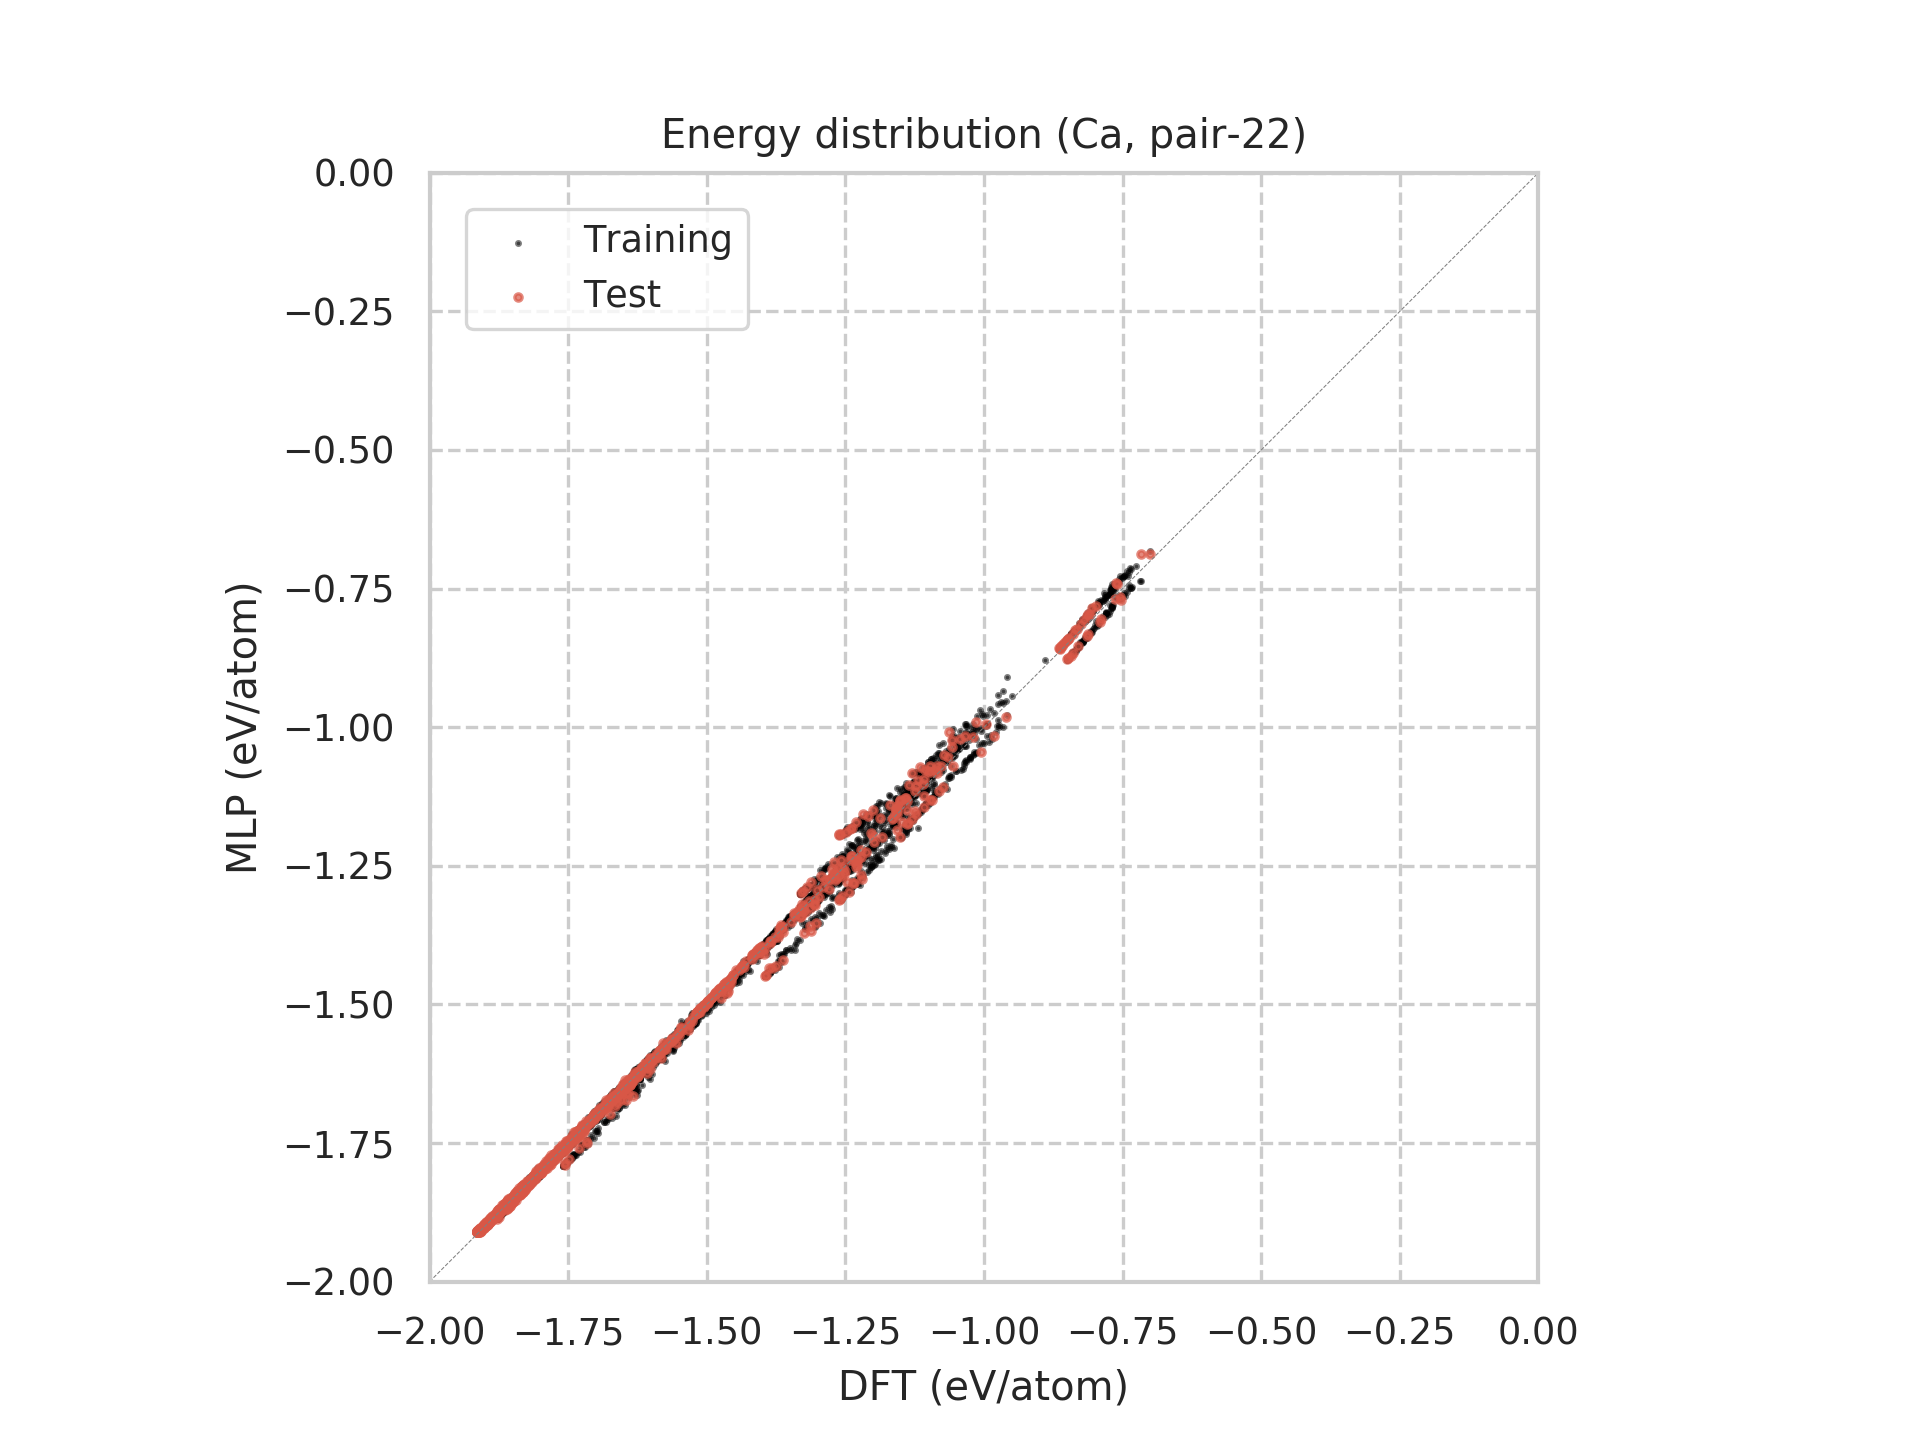 Energy distribution (Ca, pair-22)
0.00
−0.25
−0.50
−0.75
−1.00
−1.25
−1.50
−1.75
−2.00
MLP (eV/atom)
Training
Test
−2.00 −1.75 −1.50 −1.25 −1.00 −0.75 −0.50 −0.25 0.00
DFT (eV/atom)